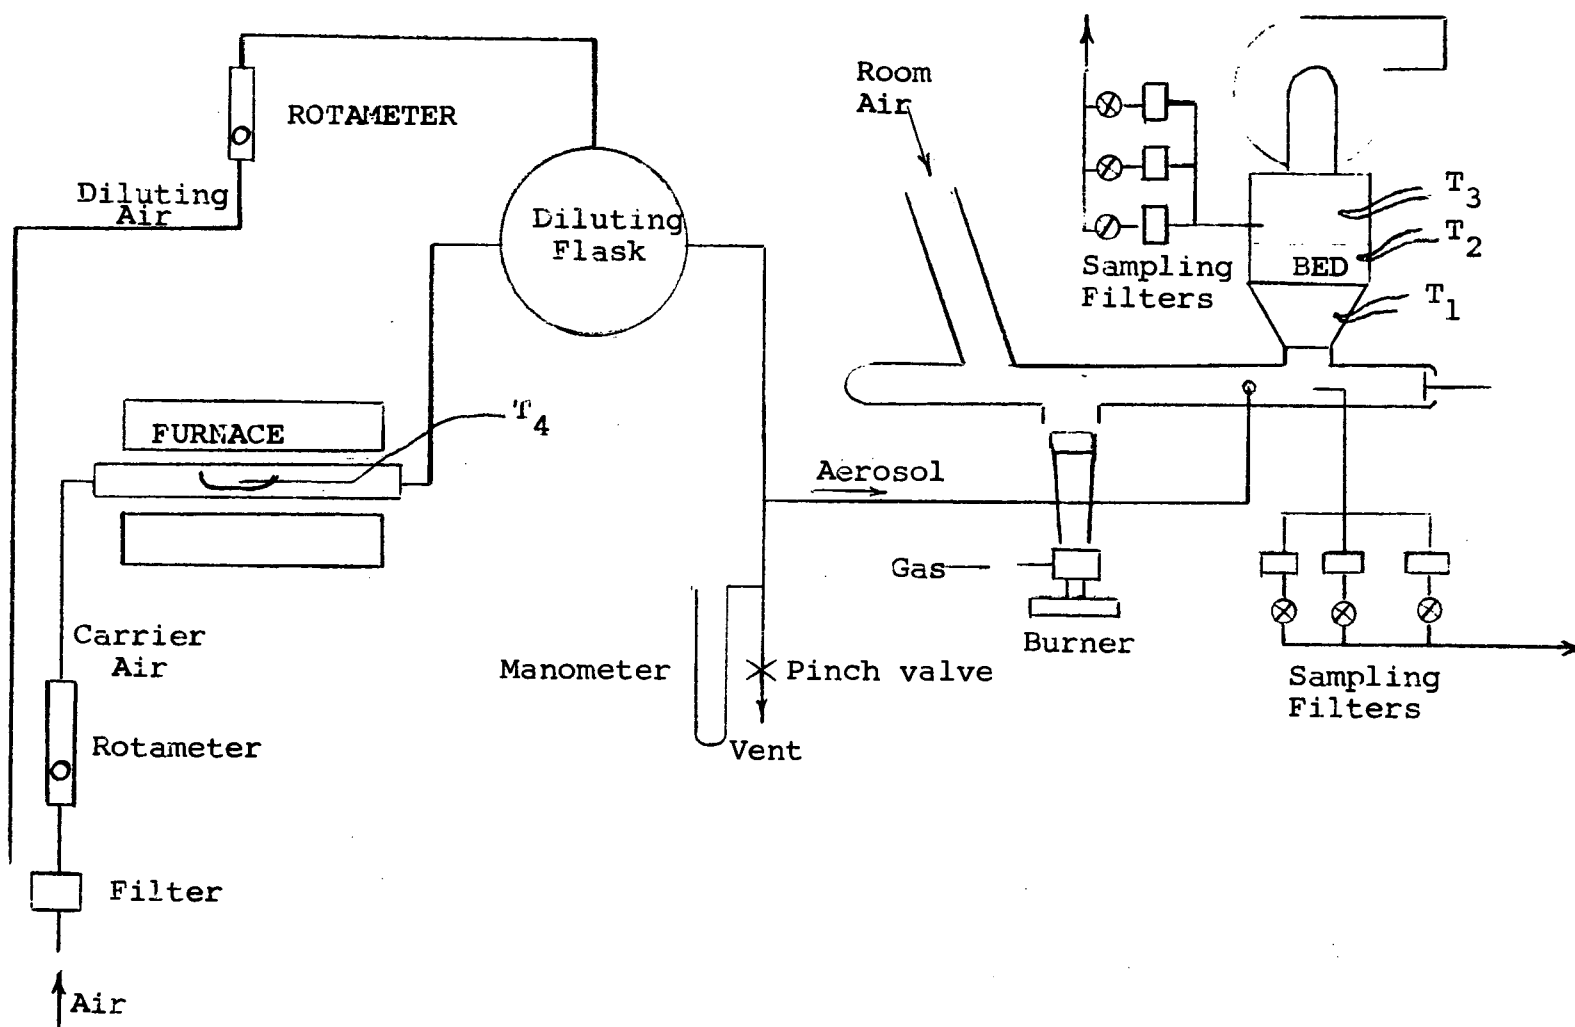 ROTAMETER
Diluting
Air
Diluting
Flask
Room
Air
T3
T2
BED
T1
Sampling
Filters
FURNACE
T4
Aerosol
Gas
Burner
Carrier
Air
Manometer
Pinch valve
Vent
Sampling
Filters
Rotameter
Filter
Air